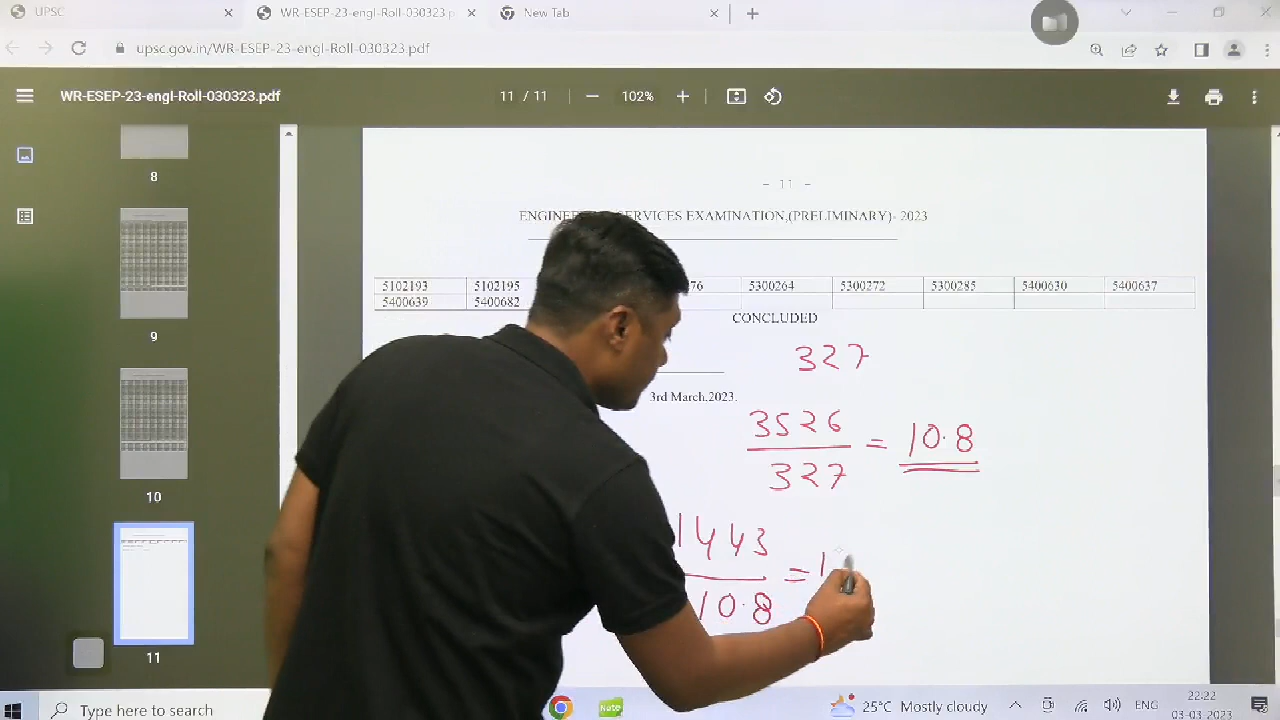 UPSC
WR-ESEP-23-engl-Roll-030323.p
New Tab
upsc.gov.in/WR-ESEP-23-engl-Roll-030323.pdf
WR-ESEP-23-engl-Roll-030323.pdf
11 / 11
102%
8
9
10
11
- 11 -
SERVICES EXAMINATION,(PRELIMINARY)- 2023
5102193 5102195 5300264 5300272 5300285 5400630 5400637
5400639 5400682
CONCLUDED
327
3rd March.2023.
3526
= 10.8
327
1443
=
10.8
Type here to search
Note
25°C Mostly cloudy
ENG
22:22
03-03-2023